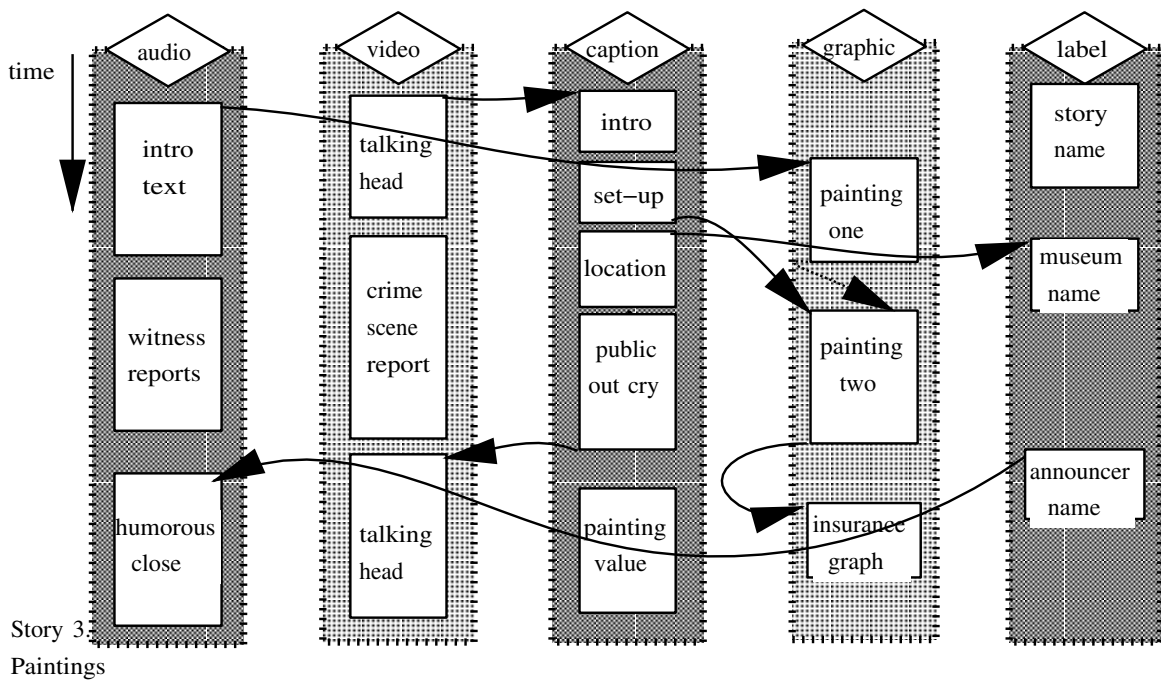 time
audio
intro
text
witness
reports
humorous
close
video
talking
head
crime
scene
report
talking
head
caption
intro
set-up
location
public
out cry
painting
value
graphic
painting
one
painting
two
insurance
graph
label
story
name
museum
name
announcer
name
Story 3.
Paintings